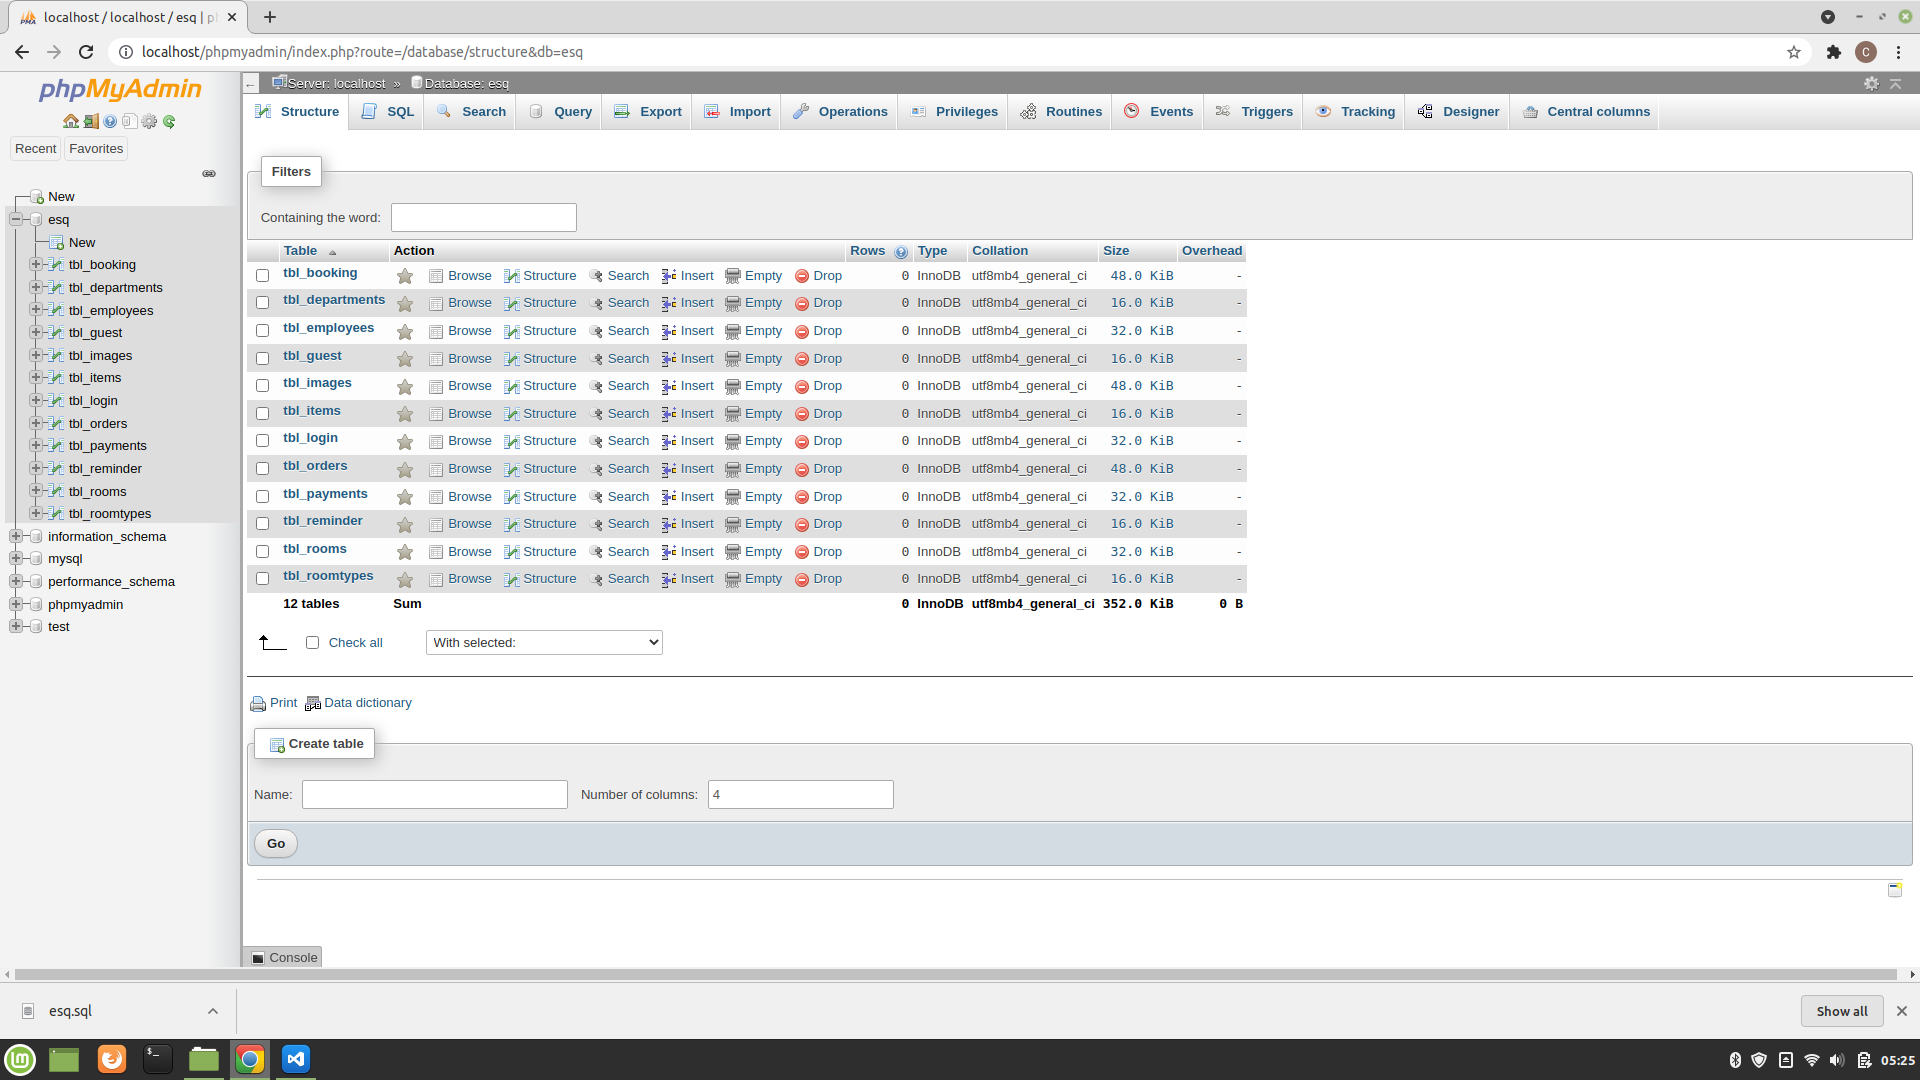 localhost / localhost / esq | p
localhost/phpmyadmin/index.php?route=/database/structure&db=esq
C
phpMyAdmin
Recent Favorites
New
esq
New
tbl_booking
tbl_departments
tbl_employees
tbl_guest
tbl_images
tbl_items
tbl_login
tbl_orders
tbl_payments
tbl_reminder
tbl_rooms
tbl_roomtypes
information_schema
mysql
performance_schema
phpmyadmin
test
Server: localhost » Database: esq
Structure SQL Search Query Export Import Operations Privileges Routines Events Triggers Tracking Designer Central columns
Filters
Containing the word:
Table Action Rows Type Collation Size Overhead
tbl_booking Browse Structure Search Insert Empty Drop 0 InnoDB utf8mb4_general_ci 48.0 KiB -
tbl_departments Browse Structure Search Insert Empty Drop 0 InnoDB utf8mb4_general_ci 16.0 KiB -
tbl_employees Browse Structure Search Insert Empty Drop 0 InnoDB utf8mb4_general_ci 32.0 KiB -
tbl_guest Browse Structure Search Insert Empty Drop 0 InnoDB utf8mb4_general_ci 16.0 KiB -
tbl_images Browse Structure Search Insert Empty Drop 0 InnoDB utf8mb4_general_ci 48.0 KiB -
tbl_items Browse Structure Search Insert Empty Drop 0 InnoDB utf8mb4_general_ci 16.0 KiB -
tbl_login Browse Structure Search Insert Empty Drop 0 InnoDB utf8mb4_general_ci 32.0 KiB -
tbl_orders Browse Structure Search Insert Empty Drop 0 InnoDB utf8mb4_general_ci 48.0 KiB -
tbl_payments Browse Structure Search Insert Empty Drop 0 InnoDB utf8mb4_general_ci 32.0 KiB -
tbl_reminder Browse Structure Search Insert Empty Drop 0 InnoDB utf8mb4_general_ci 16.0 KiB -
tbl_rooms Browse Structure Search Insert Empty Drop 0 InnoDB utf8mb4_general_ci 32.0 KiB -
tbl_roomtypes Browse Structure Search Insert Empty Drop 0 InnoDB utf8mb4_general_ci 16.0 KiB -
12 tables Sum 0 InnoDB utf8mb4_general_ci 352.0 KiB 0 B
Check all With selected:
Print Data dictionary
Create table
Name: Number of columns: 4
Go
Console
esq.sql
Show all
05:25